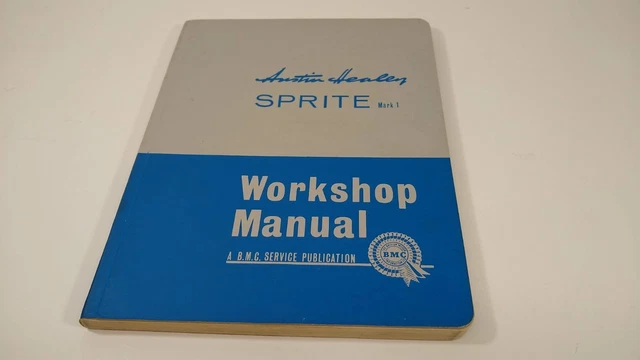 Austin Healey
SPRITE Mark 1
Workshop
Manual
A B.M.C. SERVICE PUBLICATION
BMC